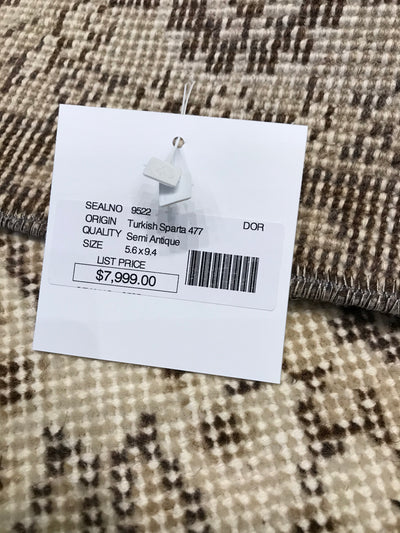 SEALNO 9522
ORIGIN Turkish Sparta 477 DOR
QUALITY Semi Antique
SIZE 5.6 x 9.4
LIST PRICE
$7,999.00